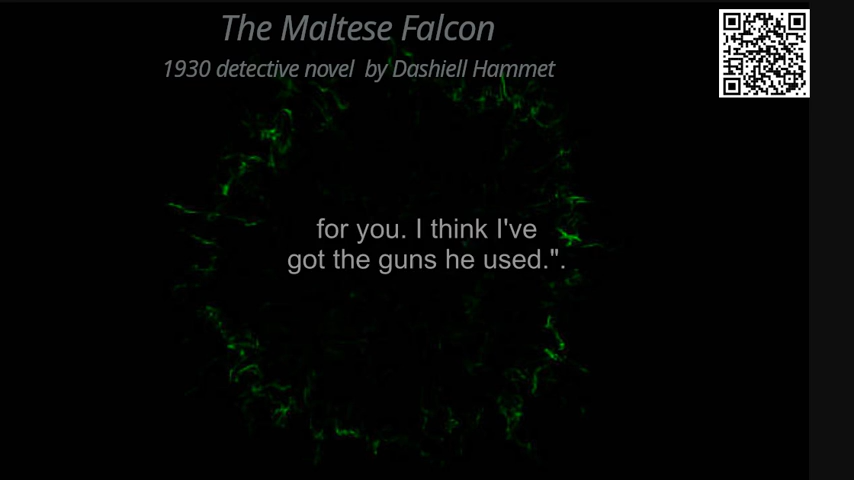 The Maltese Falcon
1930 detective novel by Dashiell Hammet
for you. I think I've
got the guns he used.".